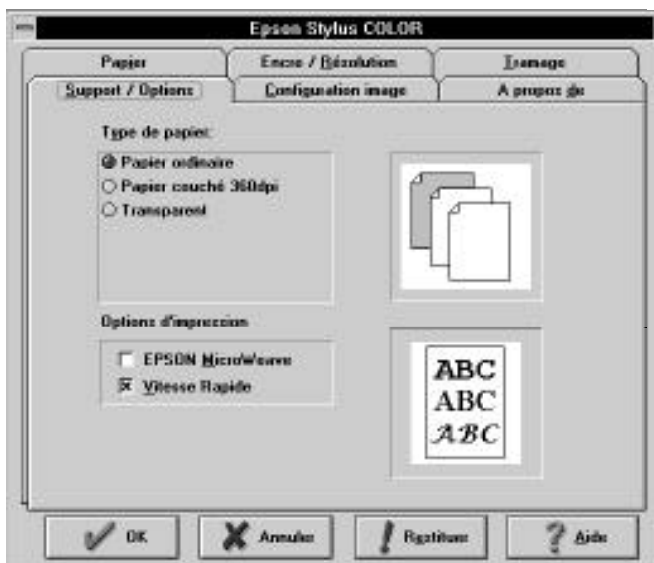 Epson Stylus COLOR
Papier
Encre / Résolution
Tramage
Support / Options
Configuration image
A propos de
Type de papier:
Papier ordinaire
Papier couché 360dpi
Transparent
Options d'impression
EPSON MicroWeave
Vitesse Rapide
ABC
ABC
ABC
OK
Annuler
Restituer
Aide